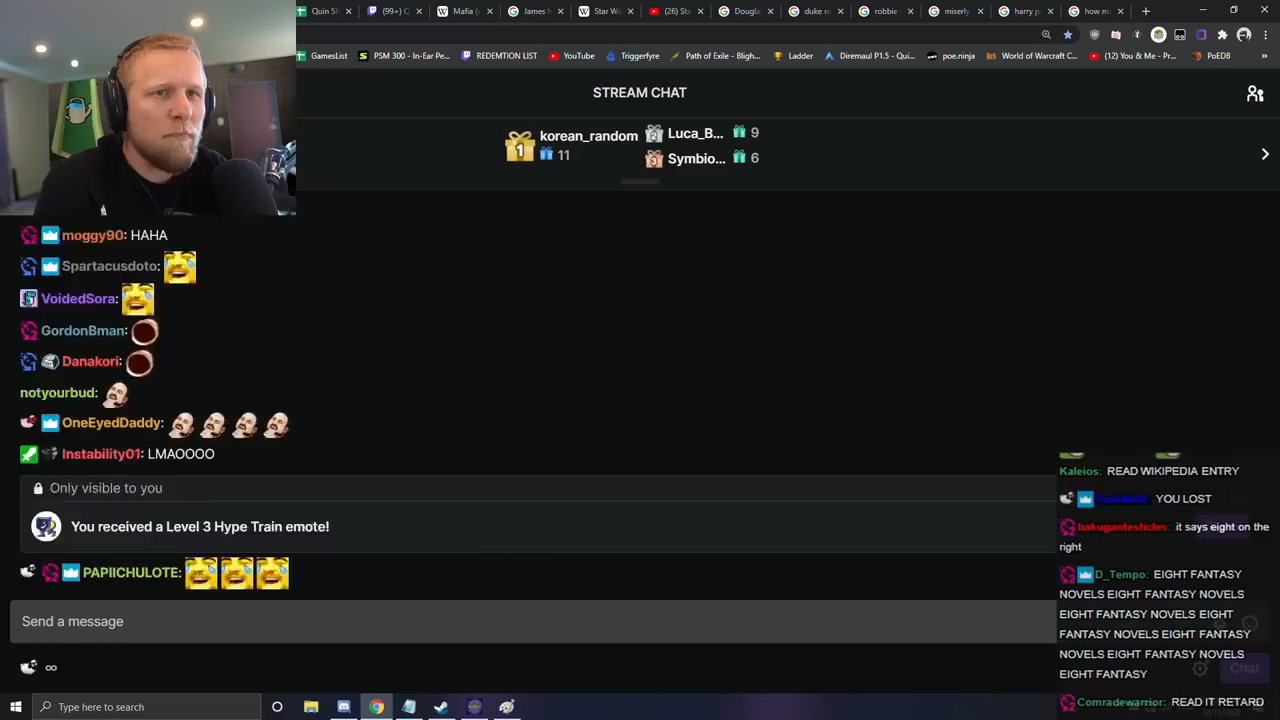 Quin Sh
(99+) C
Mafia (s
James h
Star Wa
(26) Sta
Dougla
duke n
robbie
miserly
harry p
how m
GamesList
PSM 300 - In-Ear Pe...
REDEMTION LIST
YouTube
Triggerfyre
Path of Exile - Bligh...
Ladder
Diremaul P1.5 - Qui...
poe.ninja
World of Warcraft C...
(12) You & Me - Pr...
PoEDB
STREAM CHAT
1 korean_random 11
2 Luca_B... 9
3 Symbio... 6
moggy90: HAHA
Spartacusdoto:
VoidedSora:
GordonBman:
Danakori:
notyourbud:
OneEyedDaddy:
Instability01: LMAOOOO
Only visible to you
You received a Level 3 Hype Train emote!
PAPIICHULOTE:
Send a message
∞
Kaleios: READ WIKIPEDIA ENTRY
YOU LOST
bakugantesticles: it says eight on the
right
D_Tempo: EIGHT FANTASY
NOVELS EIGHT FANTASY NOVELS
EIGHT FANTASY NOVELS EIGHT
FANTASY NOVELS EIGHT FANTASY
NOVELS EIGHT FANTASY NOVELS
EIGHT FANTASY
Chat
Comradewarrior: READ IT RETARD
Type here to search